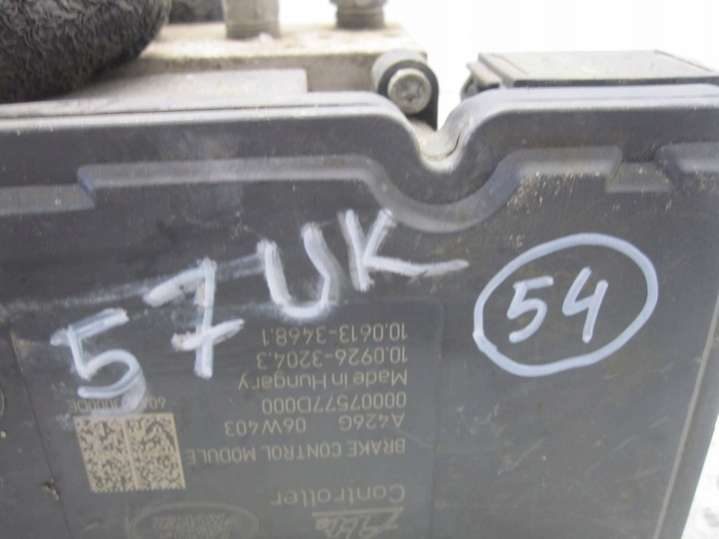 57UK
54
Ate
Controller
BRAKE CONTROL MODULE
A426G 06W403
00007577D000
Made in Hungary
10.0926-3204.3
10.0613-3468.1